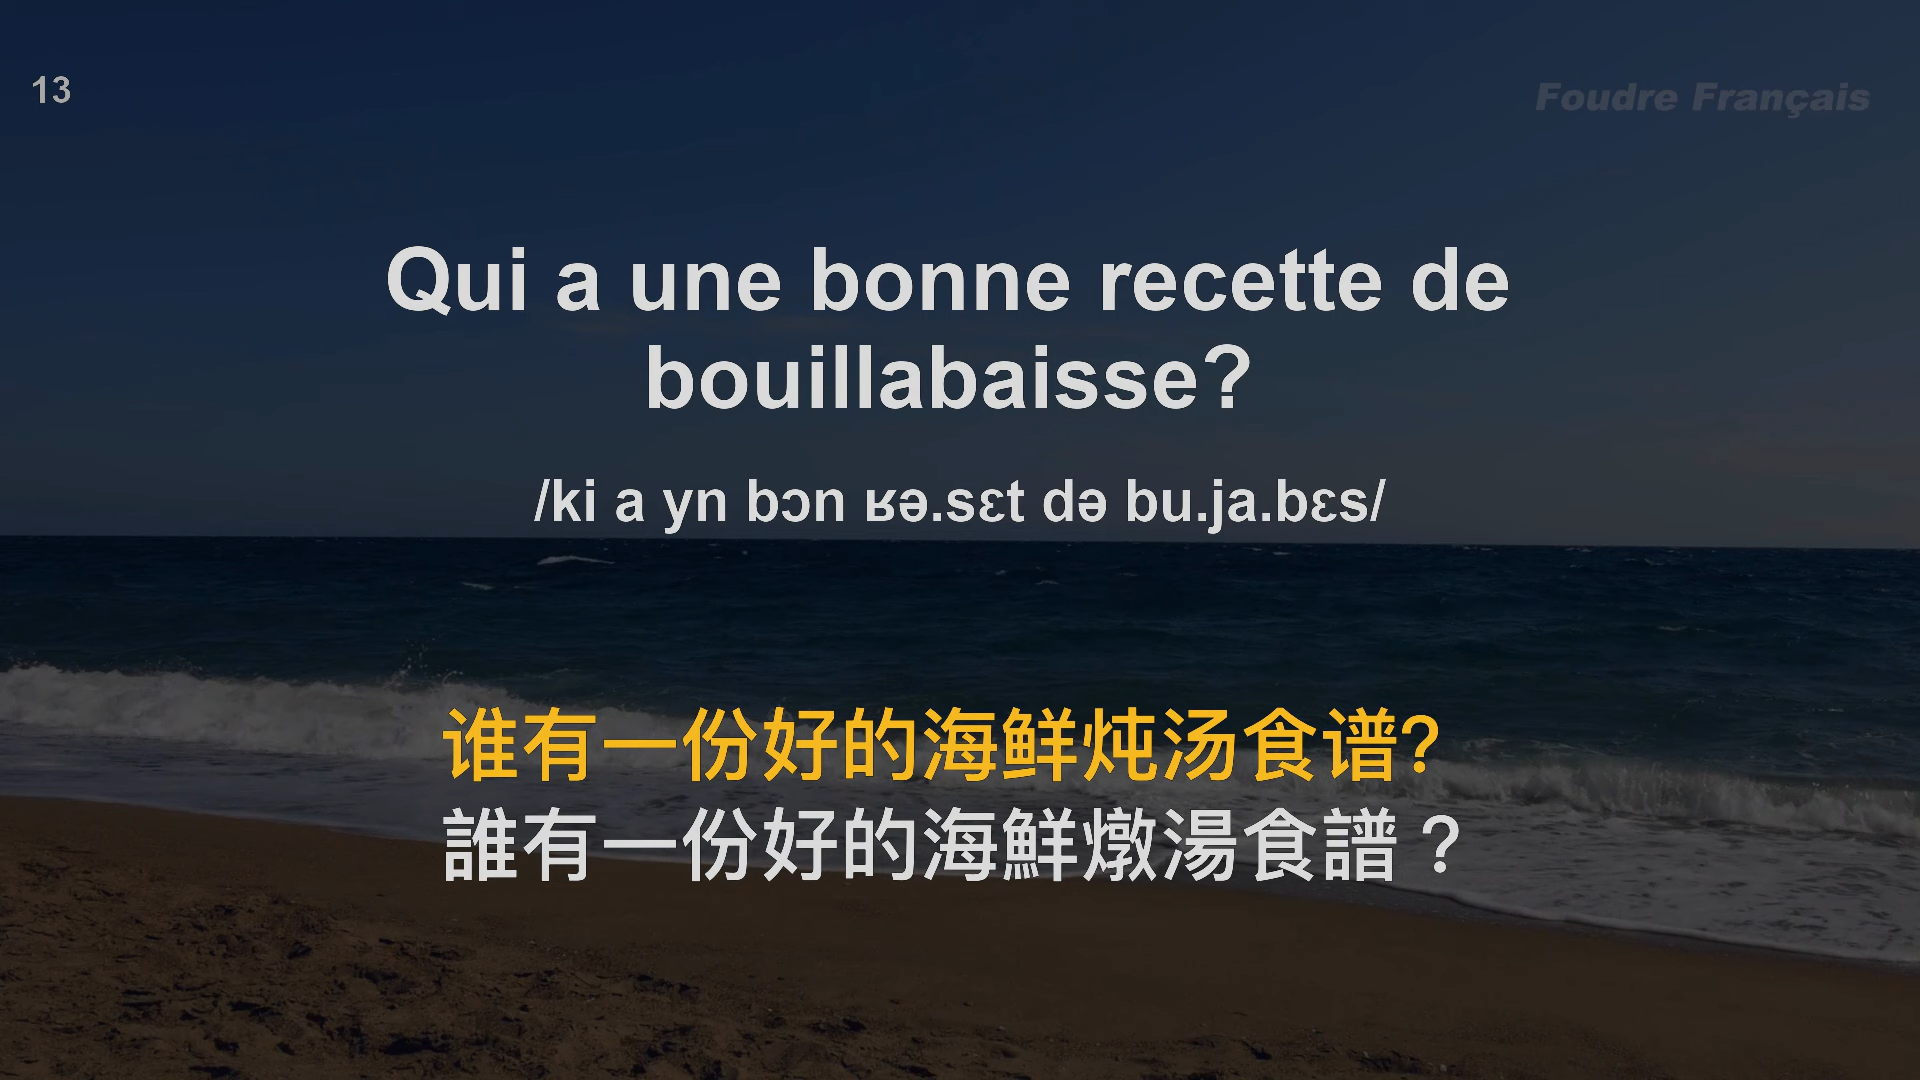 13
Foudre Français
Qui a une bonne recette de
bouillabaisse?
/ki a yn bɔn ʁə.sɛt də bu.ja.bɛs/
谁有一份好的海鲜炖汤食谱?
誰有一份好的海鮮燉湯食譜？